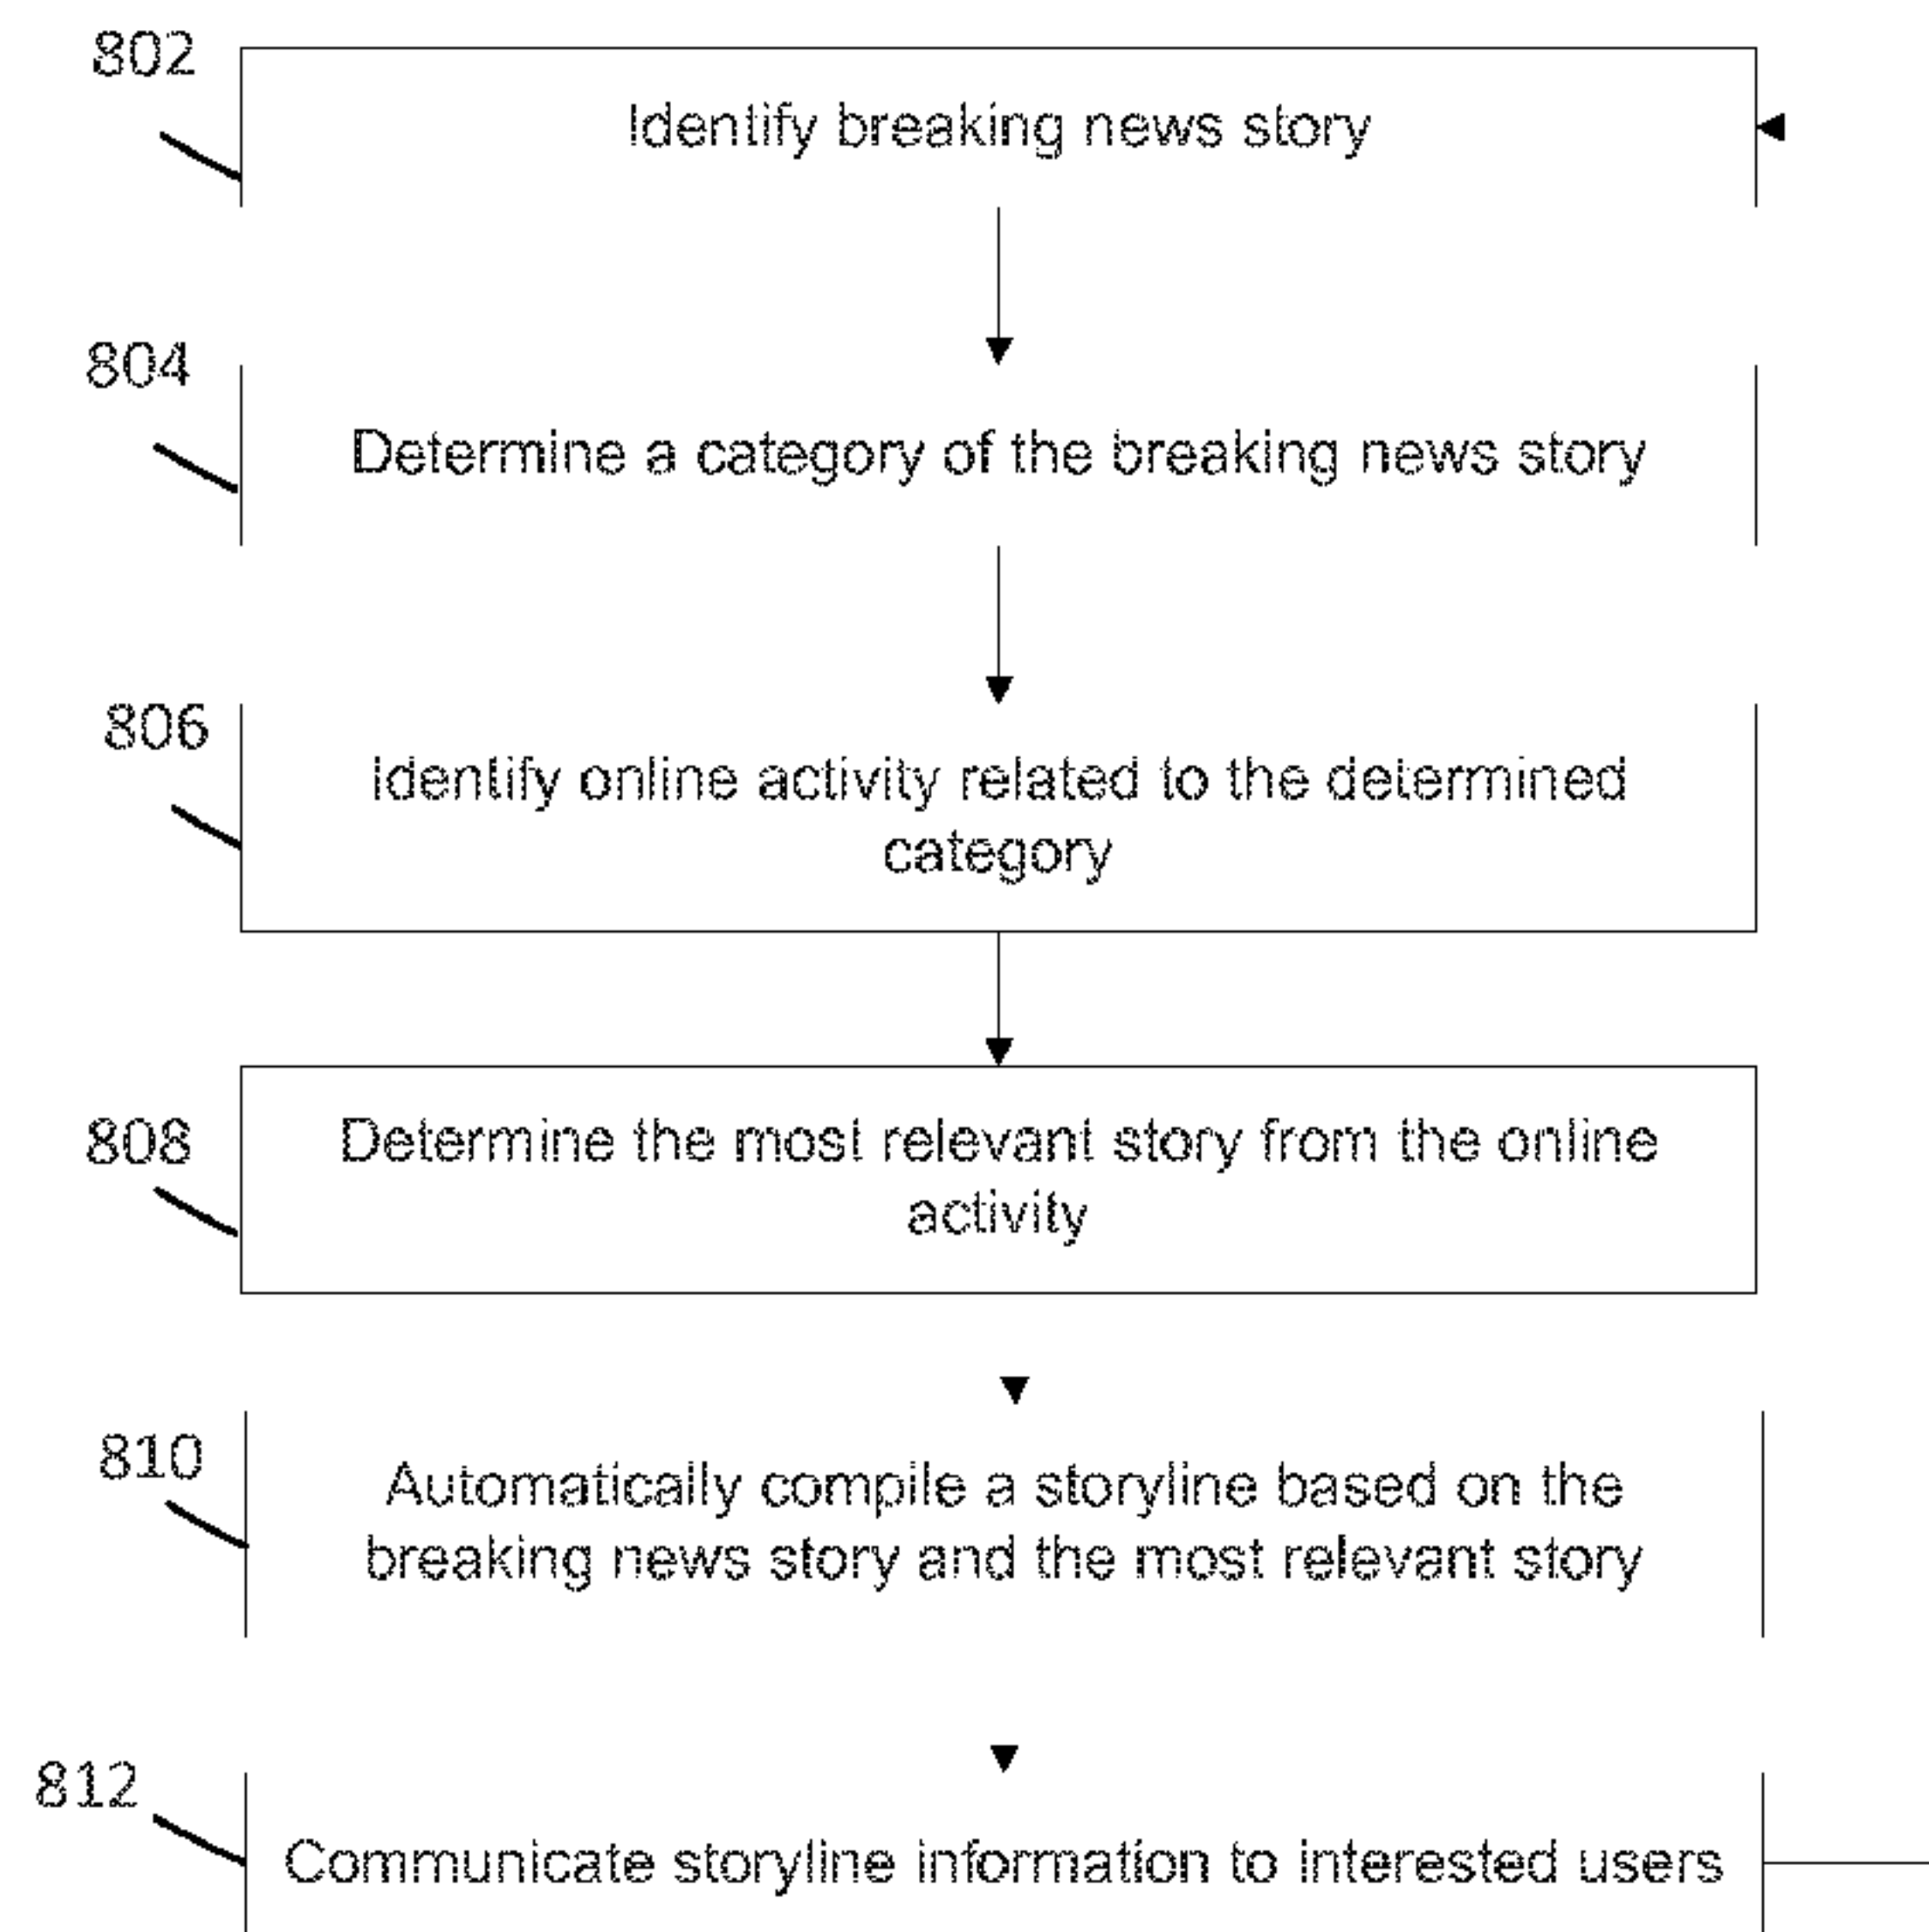 802
Identify breaking news story
804
Determine a category of the breaking news story
806
Identify online activity related to the determined
category
808
Determine the most relevant story from the online
activity
810
Automatically compile a storyline based on the
breaking news story and the most relevant story
812
Communicate storyline information to interested users